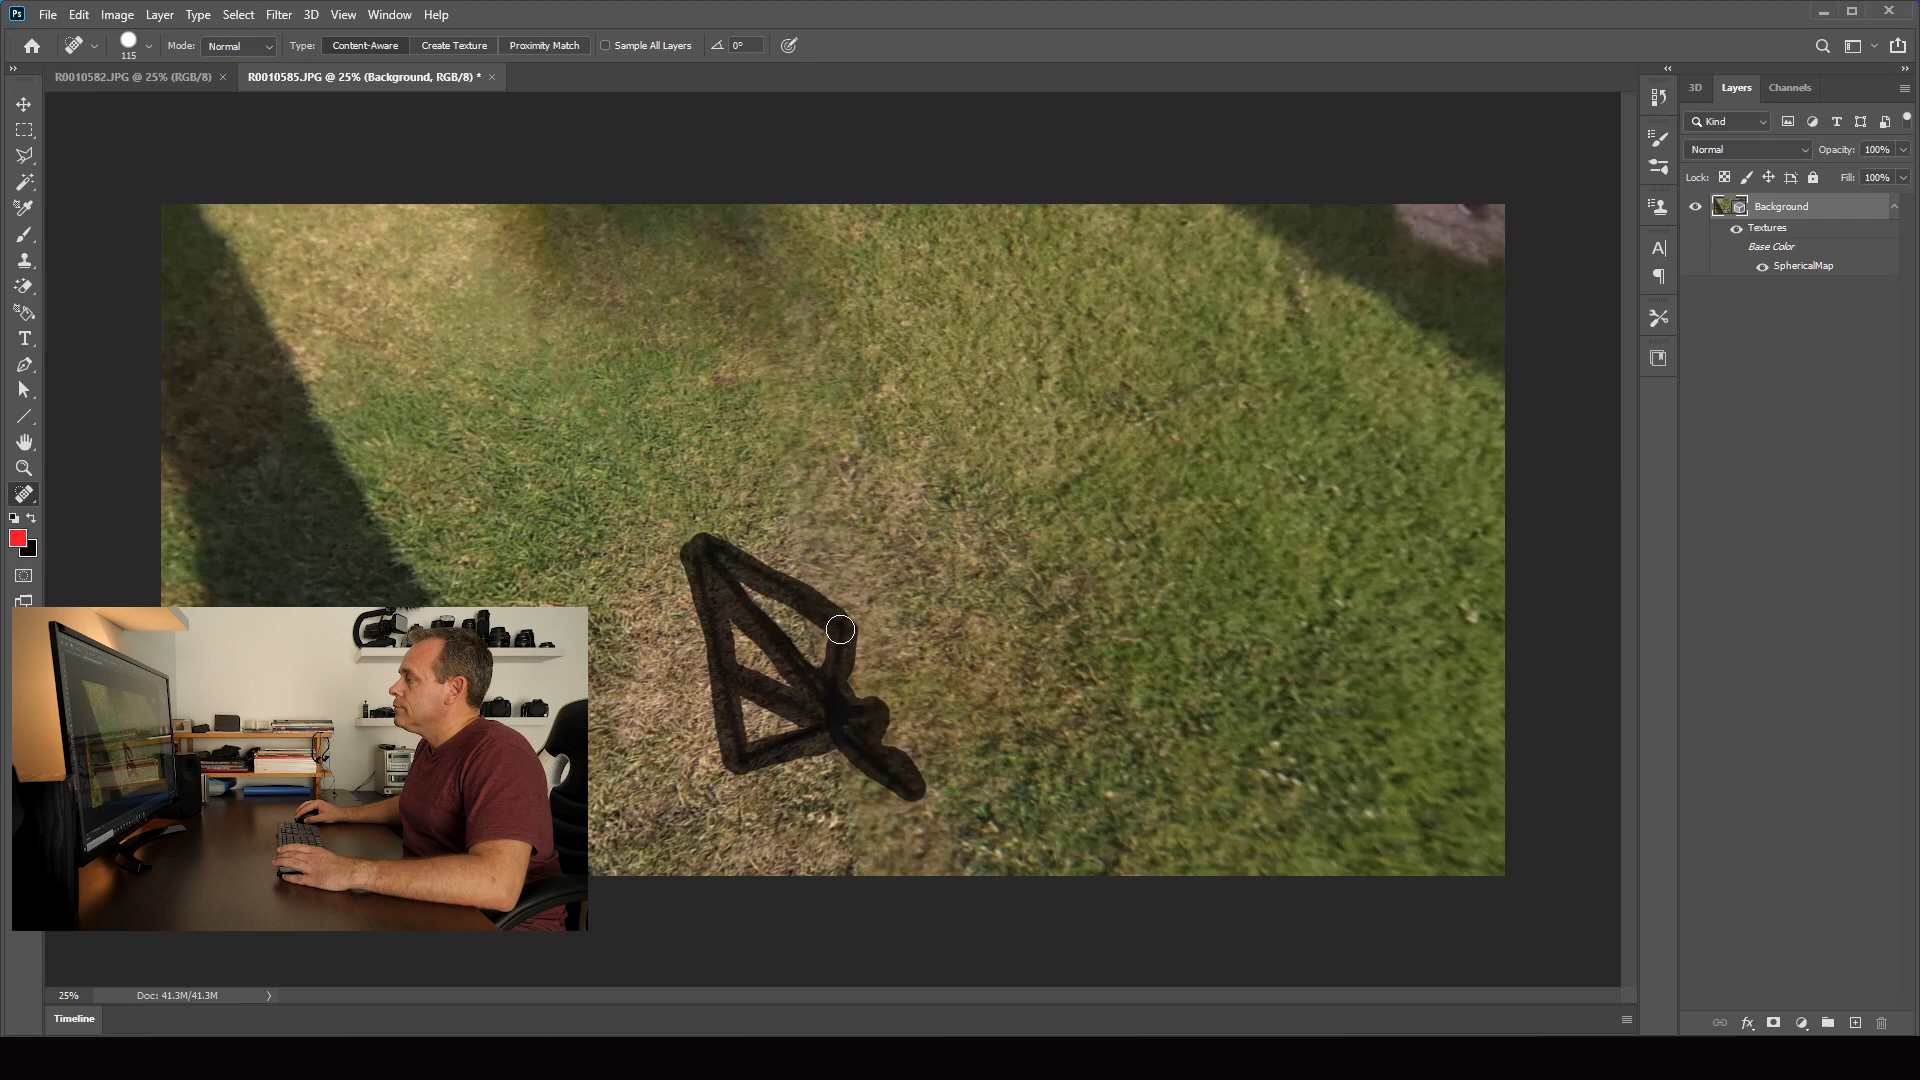 Ps File Edit Image Layer Type Select Filter 3D View Window Help
115 Mode: Normal Type: Content-Aware Create Texture Proximity Match Sample All Layers 0°
R0010582.JPG @ 25% (RGB/8) × R0010585.JPG @ 25% (Background, RGB/8) * ×
3D Layers Channels
Kind
Normal Opacity: 100%
Lock: Fill: 100%
Background
Textures
Base Color
SphericalMap
25% Doc: 41.3M/41.3M
Timeline
fx